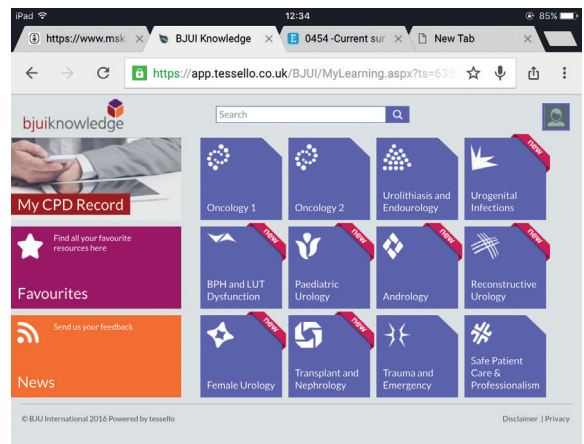 iPad 12:34 85%
https://www.msk BJUI Knowledge 0454 -Current sur New Tab
https://app.tessello.co.uk/BJUI/MyLearning.aspx?ts=635
bjuiknowledge
Search
My CPD Record
Oncology 1
Oncology 2
Urolithiasis and
Endourology
new
Urogenital
Infections
Find all your favourite
resources here
Favourites
new
BPH and LUT
Dysfunction
new
Paediatric
Urology
new
Andrology
new
Reconstructive
Urology
Send us your feedback
News
new
Female Urology
new
Transplant and
Nephrology
Trauma and
Emergency
Safe Patient
Care &
Professionalism
© BJU International 2016 Powered by tessello
Disclaimer | Privacy